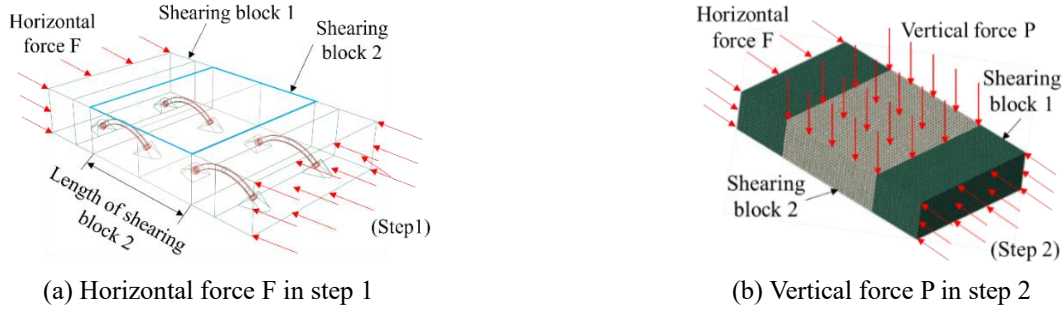 Horizontal
force F
Shearing block 1
Shearing
block 2
Length of shearing
block 2
(Step1)
(a) Horizontal force F in step 1
Horizontal
force F
Vertical force P
Shearing
block 1
Shearing
block 2
(Step 2)
(b) Vertical force P in step 2